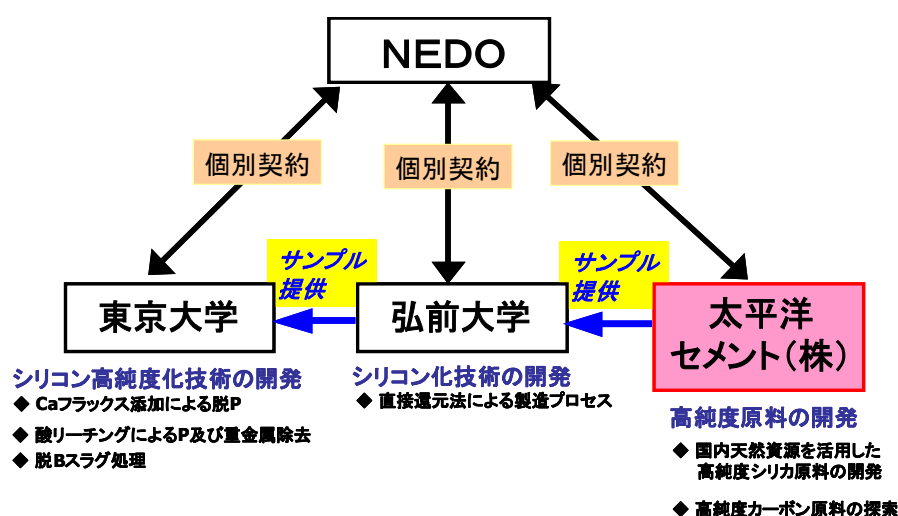 NEDO
個別契約
個別契約
個別契約
サンプル
提供
サンプル
提供
東京大学
弘前大学
太平洋
セメント(株)
シリコン高純度化技術の開発
◆ Caフラックス添加による脱P
◆ 酸リーチングによるP及び重金属除去
◆ 脱Bスラグ処理
シリコン化技術の開発
◆ 直接還元法による製造プロセス
高純度原料の開発
◆ 国内天然資源を活用した
高純度シリカ原料の開発
◆ 高純度カーボン原料の探索